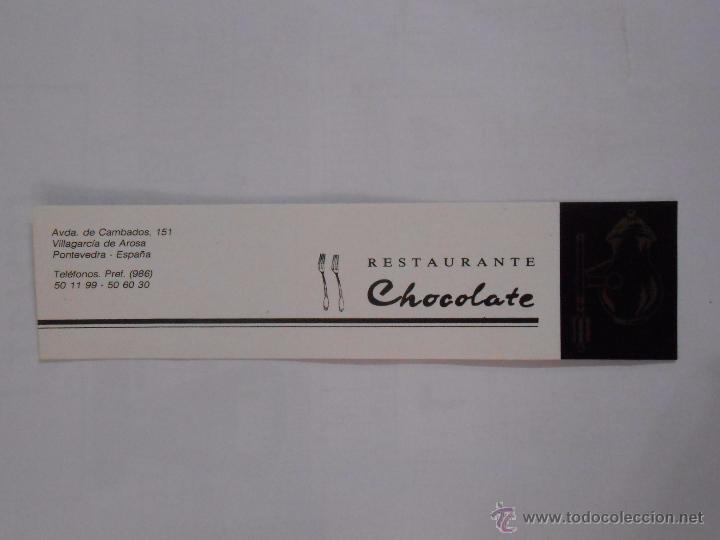 Avda. de Cambados, 151
Villagarcía de Arosa
Pontevedra - España
Teléfonos. Pref. (986)
50 11 99 - 50 60 30
RESTAURANTE
Chocolate
© todocoleccion.net